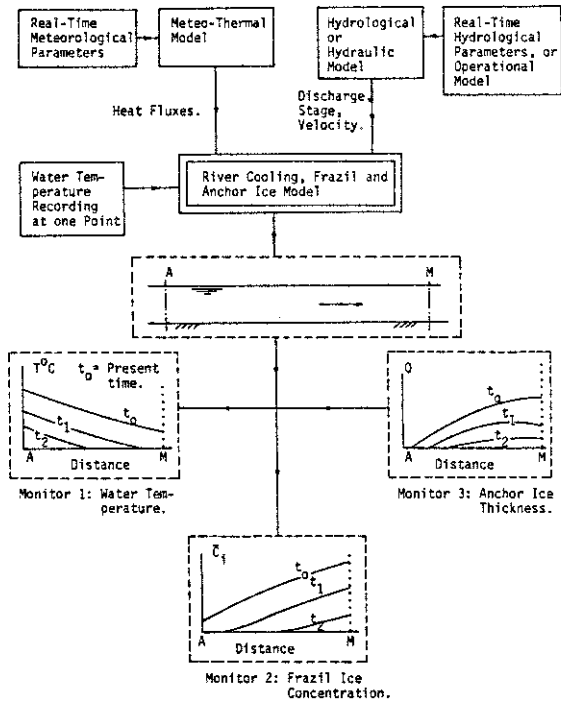 Real-Time
Meteorological
Parameters
Meteo-Thermal
Model
Hydrological
or
Hydraulic
Model
Real-Time
Hydrological
Parameters, or
Operational
Model
Heat Fluxes.
Discharge,
Stage,
Velocity.
Water Tem-
perature
Recording
at one Point
River Cooling, Frazil and
Anchor Ice Model
A
M
T°C
t₀= Present
time.
t₀
t₁
t₂
A
M
Distance
Monitor 1: Water Tem-
perature.
t₀
t₁
t₂
A
M
Distance
Monitor 3: Anchor Ice
Thickness.
t₀
t₁
t₂
A
M
Distance
Monitor 2: Frazil Ice
Concentration.